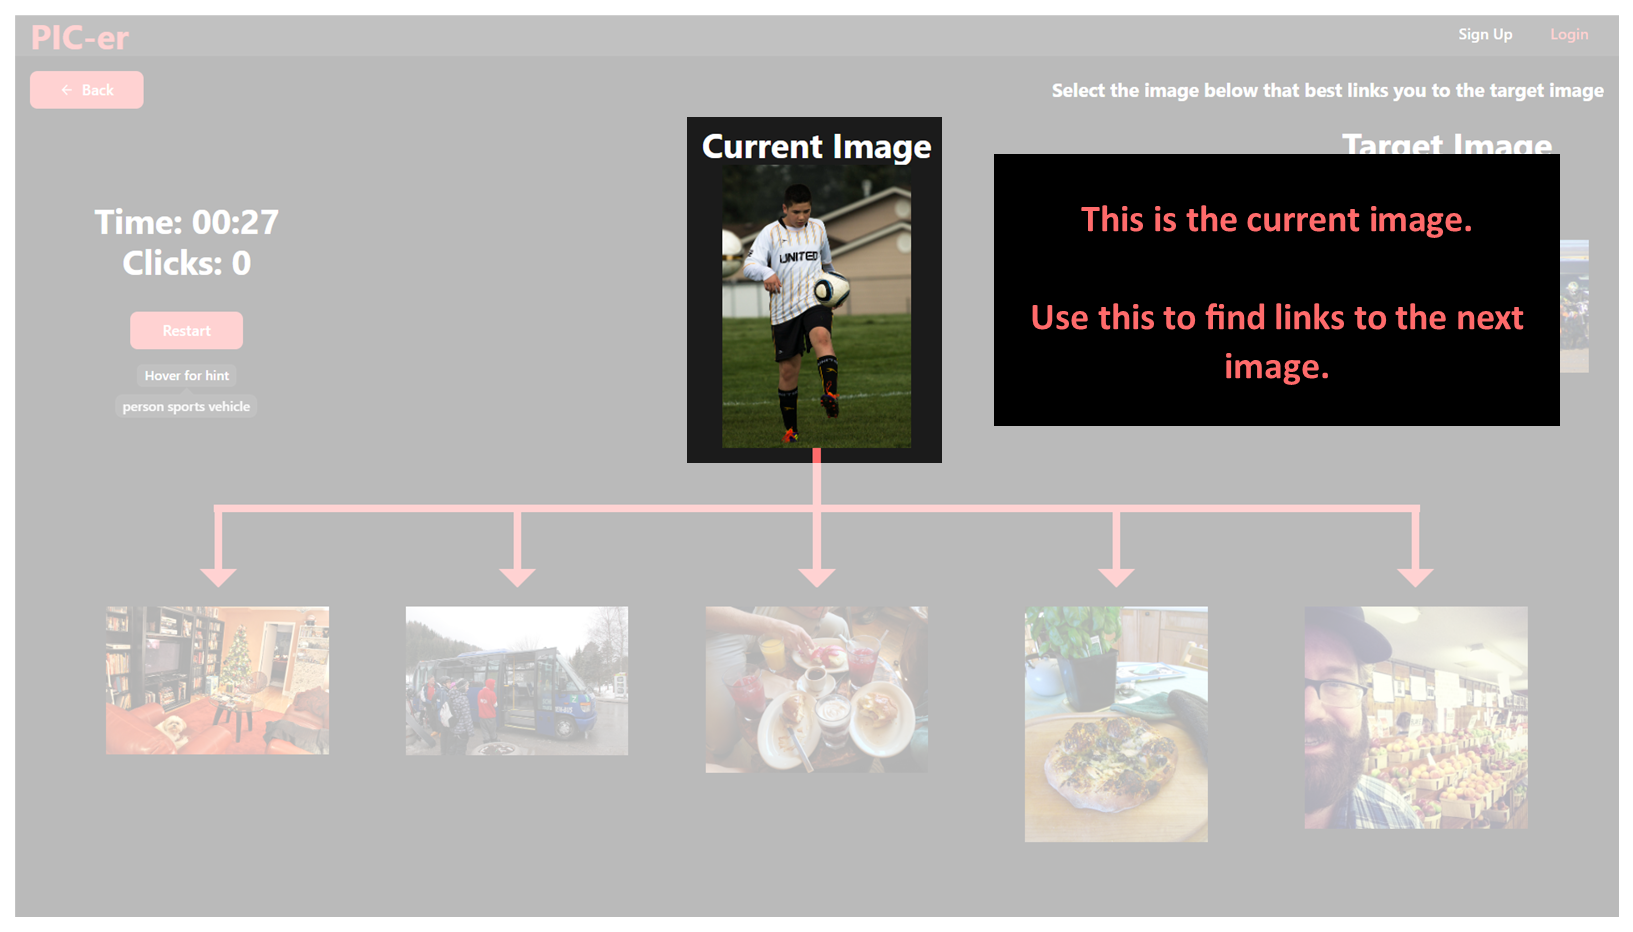 PIC-er
Sign Up
Login
← Back
Select the image below that best links you to the target image
Current Image
Target Image
Time: 00:27
Clicks: 0
Restart
Hover for hint
person sports vehicle
UNITED
This is the current image.
Use this to find links to the next
image.